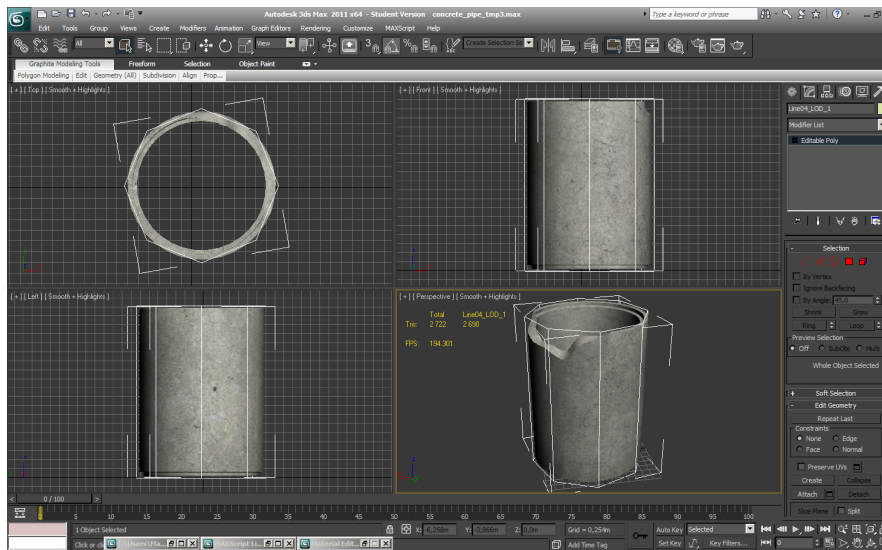 Autodesk 3ds Max 2011 x64 - Student Version concrete_pipe_tmp3.max
Type a keyword or phrase
Edit Tools Group Views Create Modifiers Animation Graph Editors Rendering Customize MAXScript Help
All
View
3
Create Selection Se
Graphite Modeling Tools Freeform Selection Object Paint
Polygon Modeling Edit Geometry (All) Subdivision Align Prop...
[ + ] [ Top ] [ Smooth + Highlights ]
[ + ] [ Front ] [ Smooth + Highlights ]
Line04_LOD_1
Modifier List
Editable Poly
Selection
By Vertex
Ignore Backfacing
By Angle: 45,0
Shrink Grow
Ring Loop
Preview Selection
Off SubObj Multi
Whole Object Selected
[ + ] [ Left ] [ Smooth + Highlights ]
[ + ] [ Perspective ] [ Smooth + Highlights ]
Total Line04_LOD_1
Tris: 2 722 2 690
FPS: 194.301
+ Soft Selection
- Edit Geometry
Repeat Last
Constraints
None Edge
Face Normal
Preserve UVs
Create Collapse
Attach Detach
Slice Plane Split
< 0 / 100 >
0 5 10 15 20 25 30 35 40 45 50 55 60 65 70 75 80 85 90 95 100
1 Object Selected X: -6,258m Y: -3,866m Z: 0,0m Grid = 0,254m Auto Key Selected
Click or Add Time Tag Set Key Key Filters... 0
MAXScript Li...
Material Edit...